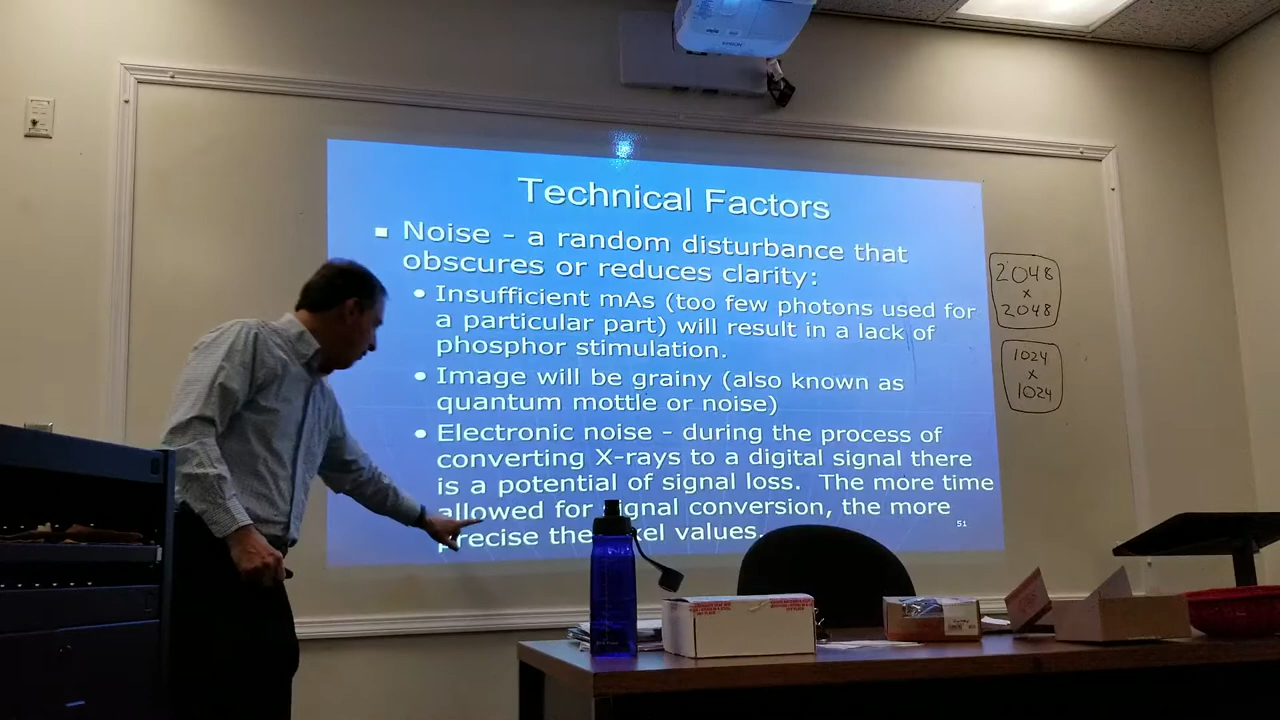 Technical Factors
Noise - a random disturbance that
obscures or reduces clarity:
Insufficient mAs (too few photons used for
a particular part) will result in a lack of
phosphor stimulation.
Image will be grainy (also known as
quantum mottle or noise)
Electronic noise - during the process of
converting X-rays to a digital signal there
is a potential of signal loss. The more time
allowed for signal conversion, the more
precise the pixel values.
51
2048
x
2048
1024
x
1024